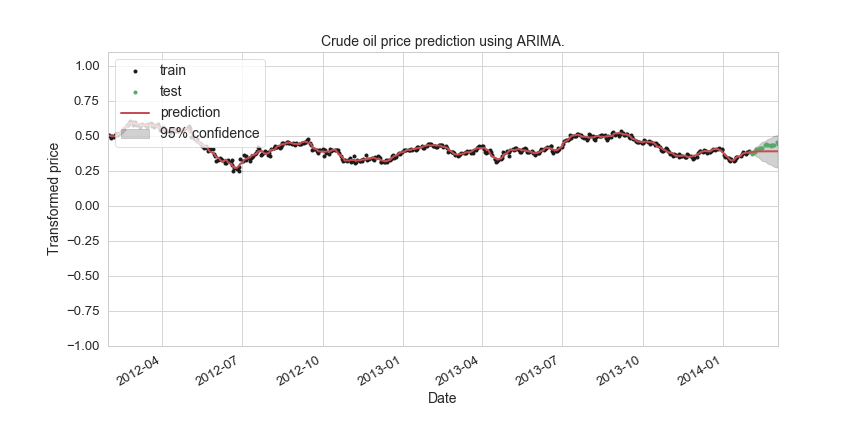 Crude oil price prediction using ARIMA.
train
test
prediction
95% confidence
Transformed price
1.00
0.75
0.50
0.25
0.00
−0.25
−0.50
−0.75
−1.00
2012-04
2012-07
2012-10
2013-01
2013-04
2013-07
2013-10
2014-01
Date